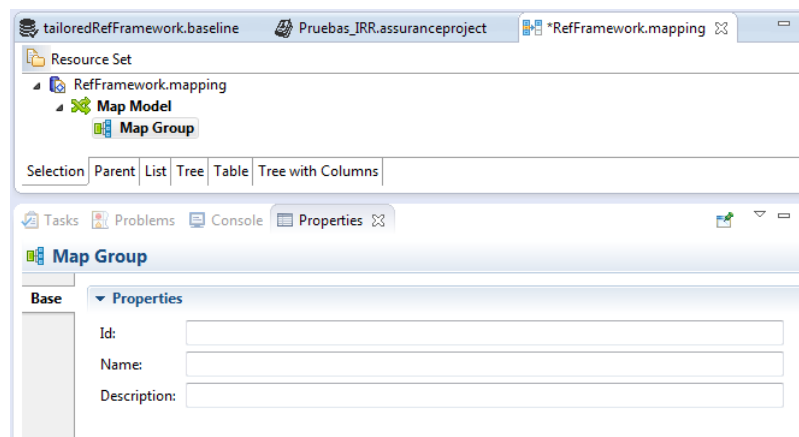 tailoredRefFramework.baseline Pruebas_IRR.assuranceproject *RefFramework.mapping
Resource Set
RefFramework.mapping
Map Model
Map Group
Selection Parent List Tree Table Tree with Columns
Tasks Problems Console Properties
Map Group
Base Properties
Id:
Name:
Description: